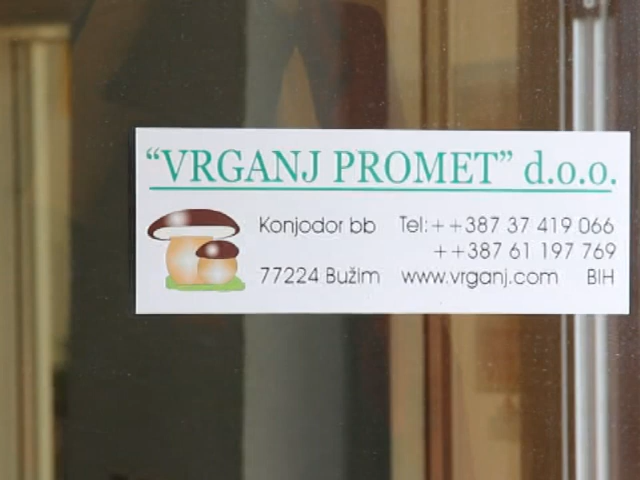 “VRGANJ PROMET” d.o.o.
Konjodor bb Tel:++387 37 419 066
++387 61 197 769
77224 Bužim www.vrganj.com BIH